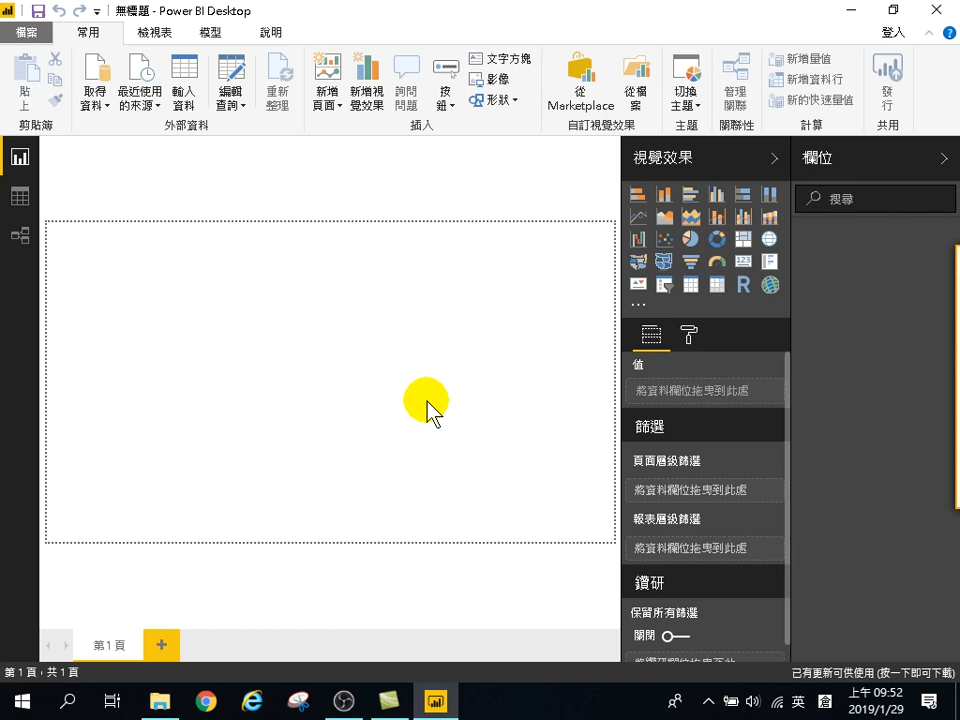 無標題 - Power BI Desktop
檔案
常用
檢視表
模型
說明
登入
貼
上
剪貼簿
取得
資料
最近使用
的來源
輸入
資料
編輯
查詢
重新
整理
外部資料
新增
頁面
新增視
覺效果
詢問
問題
按
鈕
文字方塊
影像
形狀
插入
從
Marketplace
從檔
案
自訂視覺效果
切換
主題
主題
管理
關聯
關聯性
新增量值
新增資料行
新的快速量值
計算
發
行
共用
視覺效果
欄位
搜尋
123
R
值
將資料欄位拖曳到此處
篩選
頁面層級篩選
將資料欄位拖曳到此處
報表層級篩選
將資料欄位拖曳到此處
鑽研
保留所有篩選
關閉
第 1 頁
第 1 頁，共 1 頁
已有更新可供使用 (按一下即可下載)
英
上午 09:52
2019/1/29